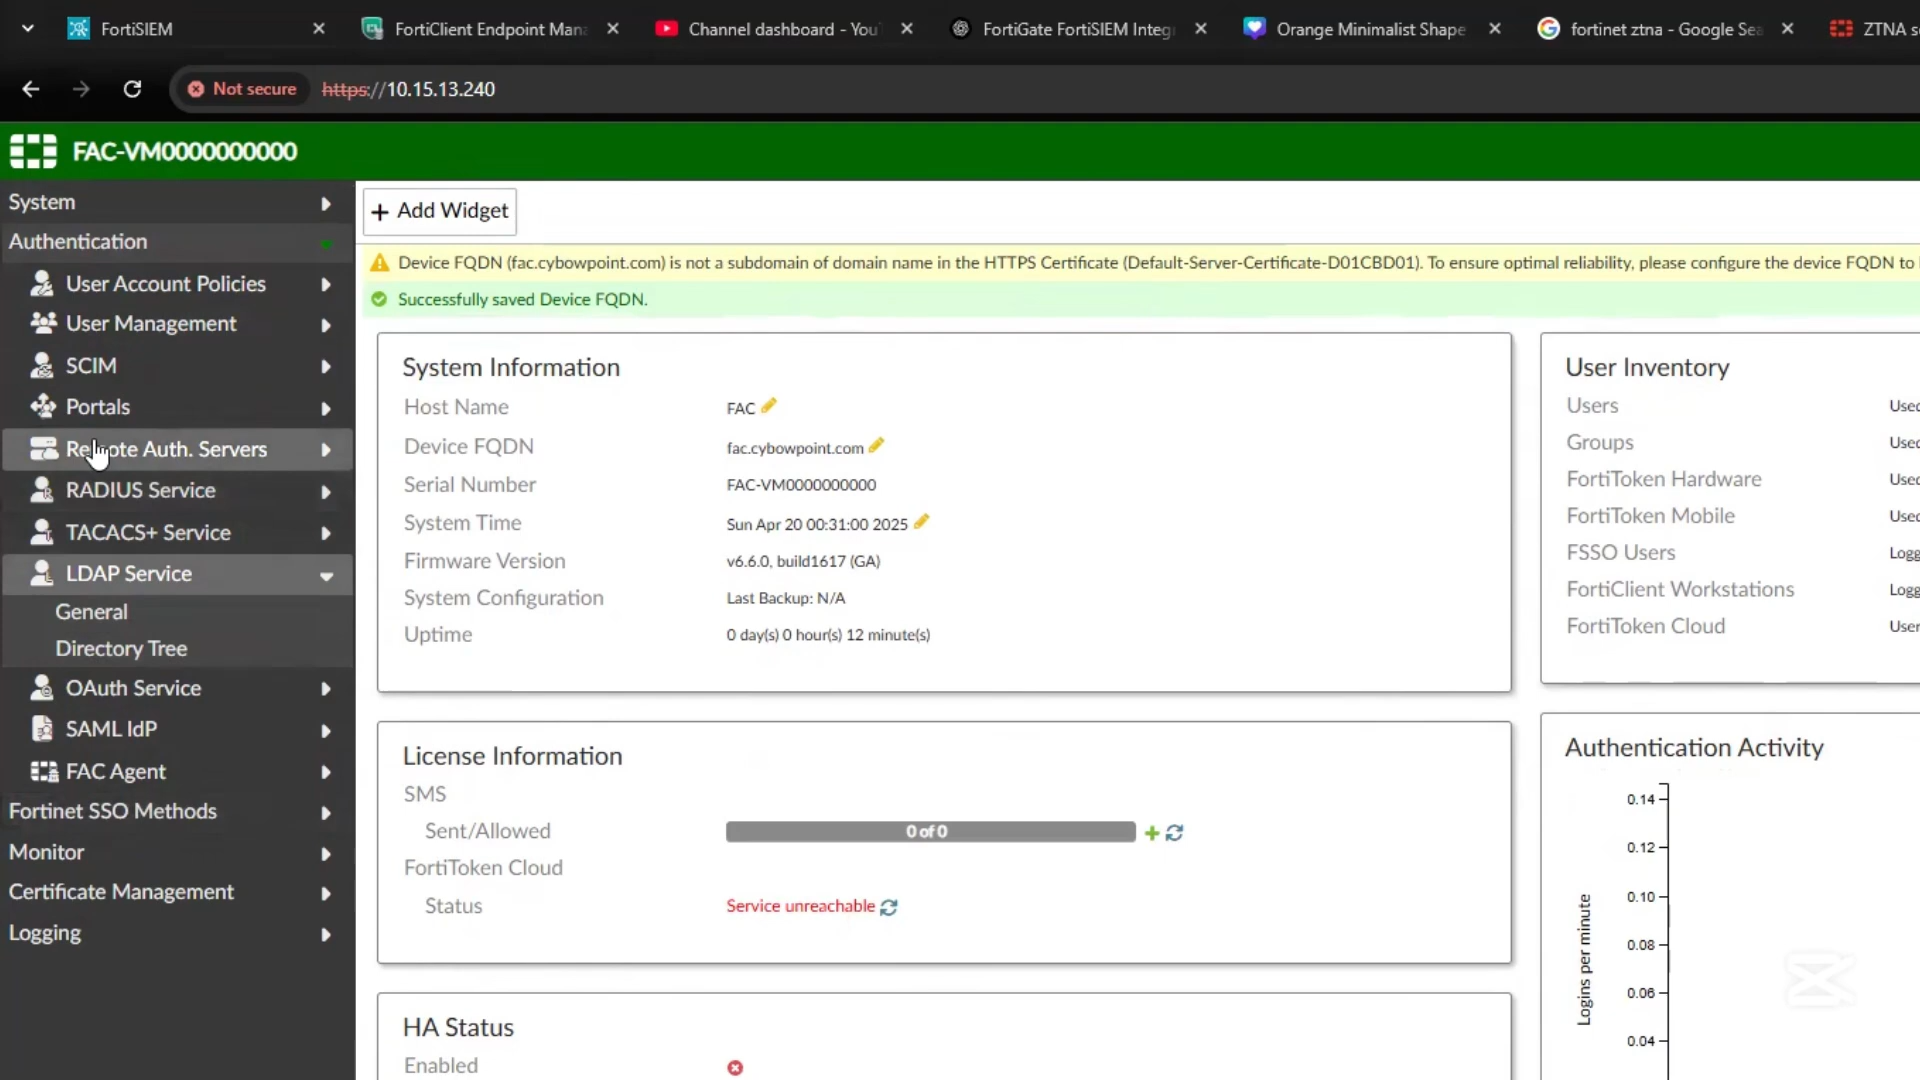 FortiSIEM
FortiClient Endpoint Mana
Channel dashboard - You
FortiGate FortiSIEM Integ
Orange Minimalist Shape
fortinet ztna - Google Sea
ZTNA s
Not secure
https://10.15.13.240
FAC-VM0000000000
System
Authentication
User Account Policies
User Management
SCIM
Portals
Remote Auth. Servers
RADIUS Service
TACACS+ Service
LDAP Service
General
Directory Tree
OAuth Service
SAML IdP
FAC Agent
Fortinet SSO Methods
Monitor
Certificate Management
Logging
+ Add Widget
Device FQDN (fac.cybowpoint.com) is not a subdomain of domain name in the HTTPS Certificate (Default-Server-Certificate-D01CBD01). To ensure optimal reliability, please configure the device FQDN to
Successfully saved Device FQDN.
System Information
Host Name FAC
Device FQDN fac.cybowpoint.com
Serial Number FAC-VM0000000000
System Time Sun Apr 20 00:31:00 2025
Firmware Version v6.6.0, build1617 (GA)
System Configuration Last Backup: N/A
Uptime 0 day(s) 0 hour(s) 12 minute(s)
License Information
SMS
Sent/Allowed 0 of 0
FortiToken Cloud
Status Service unreachable
HA Status
Enabled
User Inventory
Users Used
Groups Used
FortiToken Hardware Used
FortiToken Mobile Used
FSSO Users Logg
FortiClient Workstations Logg
FortiToken Cloud User
Authentication Activity
Logins per minute
0.14
0.12
0.10
0.08
0.06
0.04